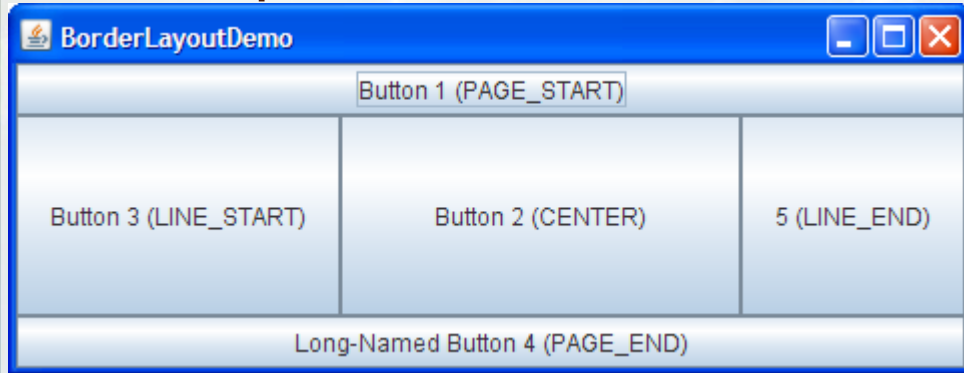 BorderLayoutDemo
Button 1 (PAGE_START)
Button 3 (LINE_START)
Button 2 (CENTER)
5 (LINE_END)
Long-Named Button 4 (PAGE_END)